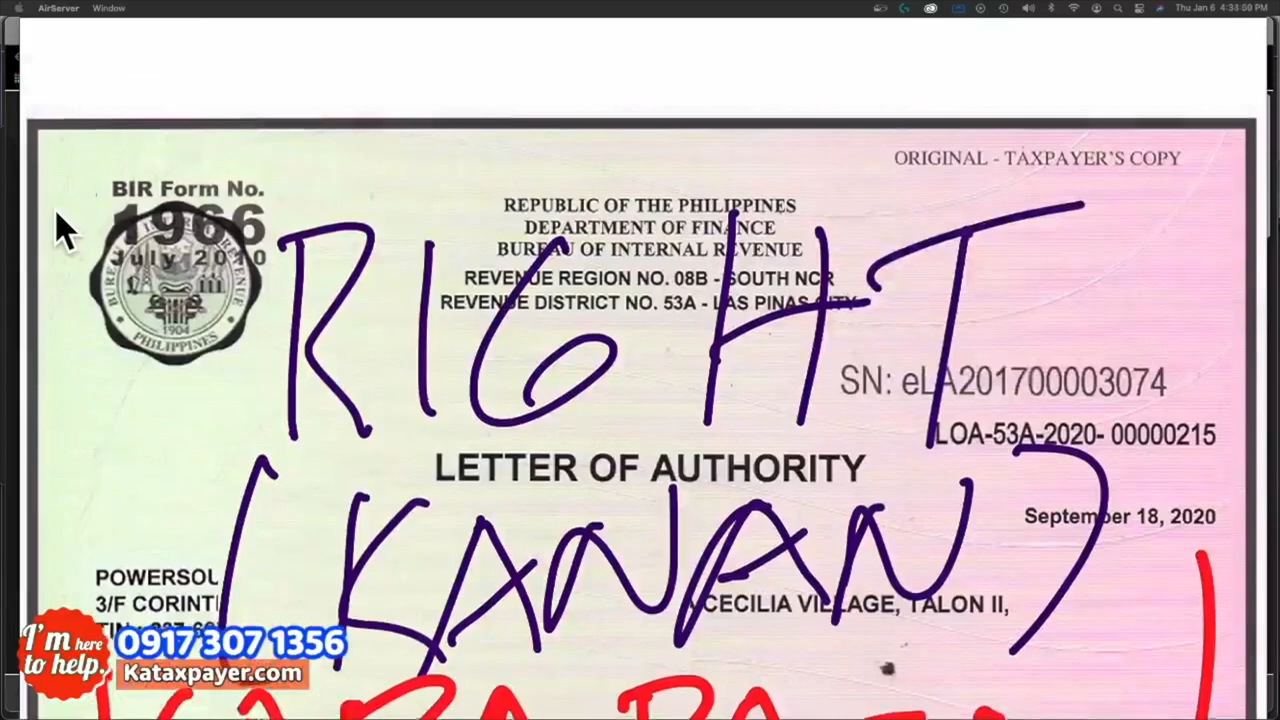 AirServer Window Thu Jan 6 4:33:09 PM
ORIGINAL - TAXPAYER'S COPY
BIR Form No.
1966
July 2010
REPUBLIC OF THE PHILIPPINES
DEPARTMENT OF FINANCE
BUREAU OF INTERNAL REVENUE
REVENUE REGION NO. 08B - SOUTH NCR
REVENUE DISTRICT NO. 53A - LAS PINAS CITY
1904
PHILIPPINES
RIGHT
SN: eLA201700003074
LOA-53A-2020- 00000215
LETTER OF AUTHORITY
September 18, 2020
(KANAN)
POWERSOL
3/F CORINT
CECILIA VILLAGE, TALON II,
I'm here to help.
0917 307 1356
Kataxpayer.com